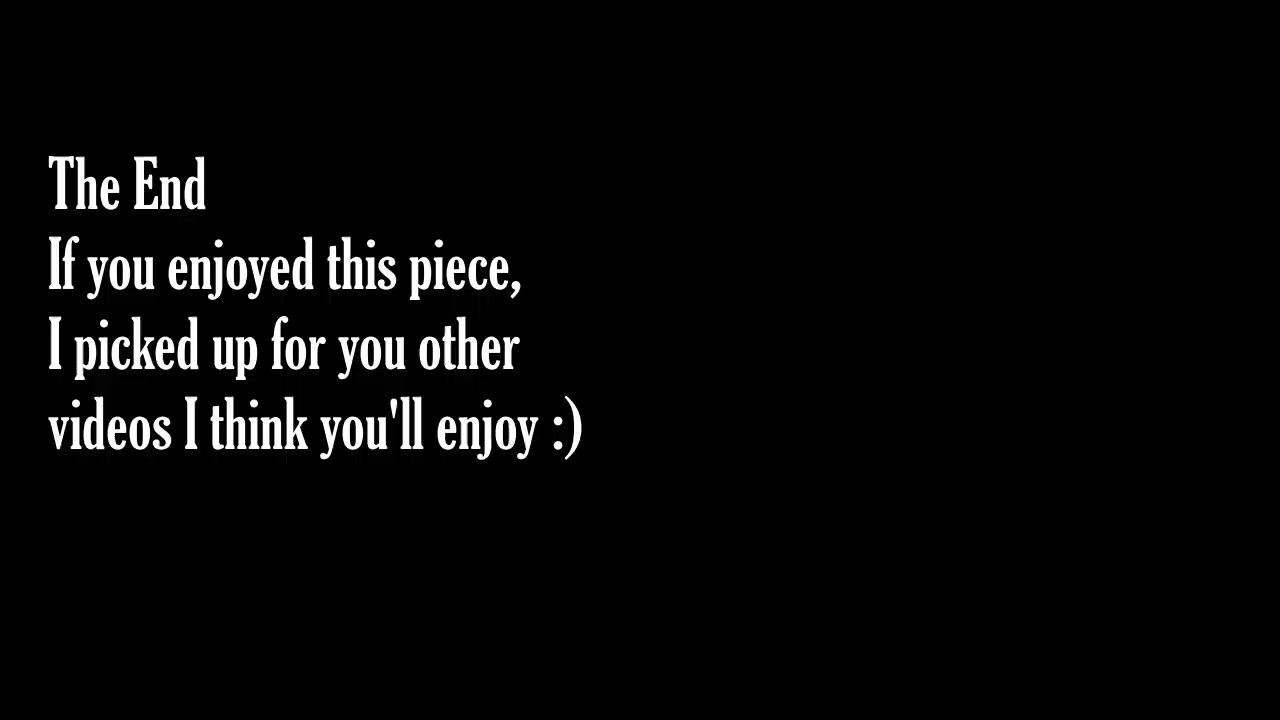 The End
If you enjoyed this piece,
I picked up for you other
videos I think you'll enjoy :)